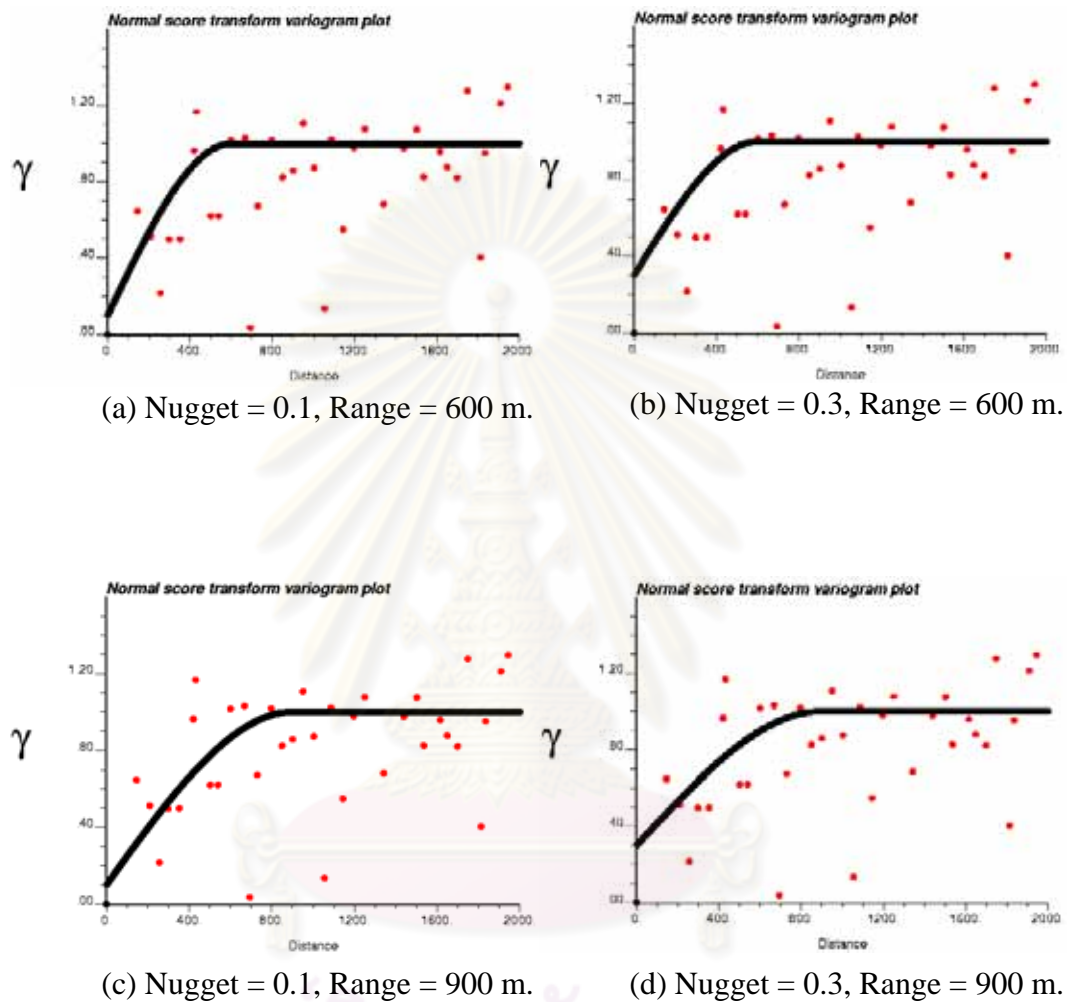 Normal score transform variogram plot
γ
1.20
.80
.40
.00
0 400 800 1200 1600 2000
Distance
(a) Nugget = 0.1, Range = 600 m.
Normal score transform variogram plot
γ
1.20
.80
.40
.00
0 400 800 1200 1600 2000
Distance
(b) Nugget = 0.3, Range = 600 m.
Normal score transform variogram plot
γ
1.20
.80
.40
.00
0 400 800 1200 1600 2000
Distance
(c) Nugget = 0.1, Range = 900 m.
Normal score transform variogram plot
γ
1.20
.80
.40
.00
0 400 800 1200 1600 2000
Distance
(d) Nugget = 0.3, Range = 900 m.